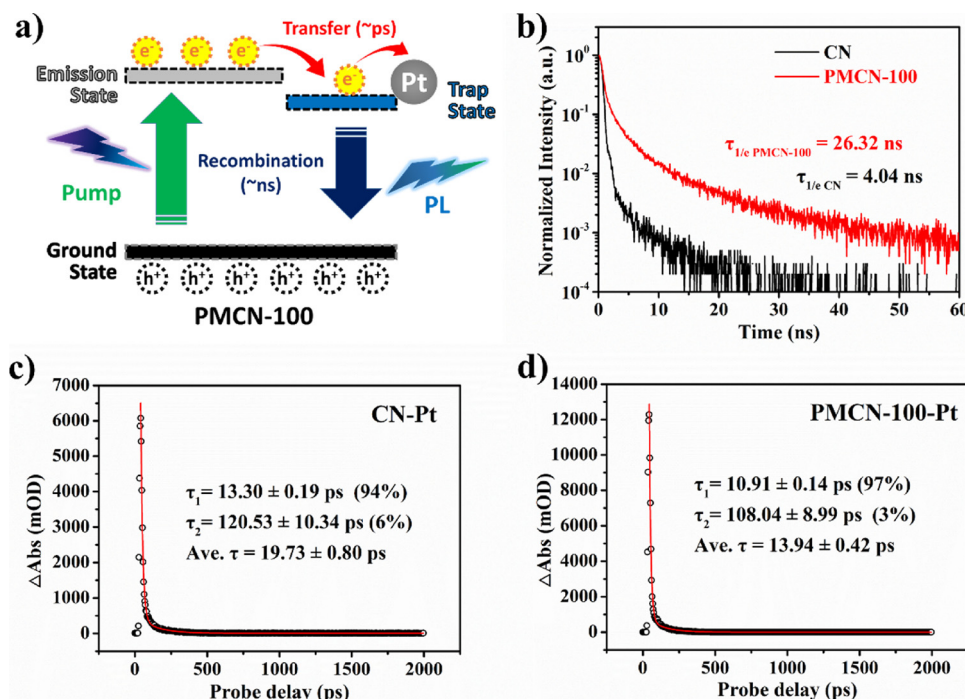 a)
e⁻ e⁻ e⁻
Transfer (~ps)
e⁻
Pt
Emission
State
Trap
State
Recombination
(~ns)
Pump
PL
Ground
State
h⁺ h⁺ h⁺ h⁺ h⁺ h⁺
PMCN-100
b)
Normalized Intensity (a.u.)
10⁰
10⁻¹
10⁻²
10⁻³
10⁻⁴
CN
PMCN-100
τ1/e PMCN-100 = 26.32 ns
τ1/e CN = 4.04 ns
0 10 20 30 40 50 60
Time (ns)
c)
△Abs (mOD)
7000
6000
5000
4000
3000
2000
1000
0
CN-Pt
τ₁= 13.30 ± 0.19 ps (94%)
τ₂= 120.53 ± 10.34 ps (6%)
Ave. τ = 19.73 ± 0.80 ps
0 500 1000 1500 2000
Probe delay (ps)
d)
△Abs (mOD)
14000
12000
10000
8000
6000
4000
2000
0
PMCN-100-Pt
τ₁= 10.91 ± 0.14 ps (97%)
τ₂= 108.04 ± 8.99 ps (3%)
Ave. τ = 13.94 ± 0.42 ps
0 500 1000 1500 2000
Probe delay (ps)